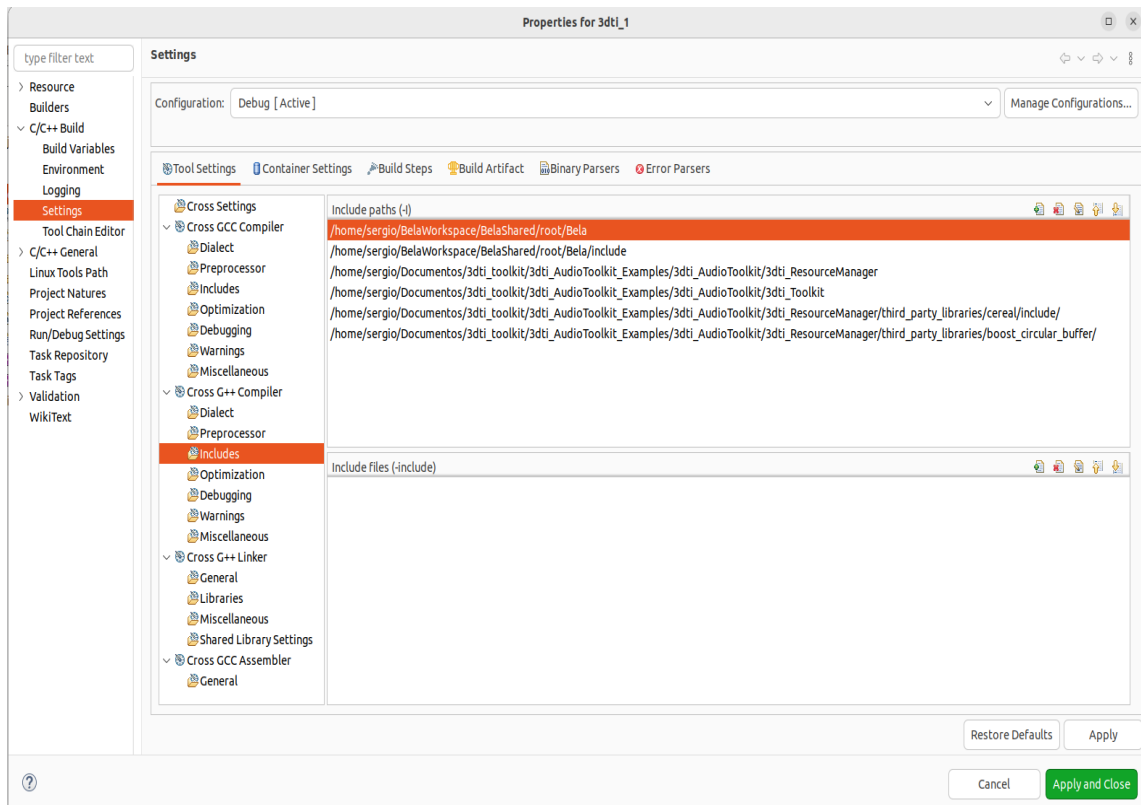 Properties for 3dti_1
type filter text
Resource
Builders
C/C++ Build
Build Variables
Environment
Logging
Settings
Tool Chain Editor
C/C++ General
Linux Tools Path
Project Natures
Project References
Run/Debug Settings
Task Repository
Task Tags
Validation
WikiText
Settings
Configuration: Debug [ Active ] Manage Configurations...
Tool Settings Container Settings Build Steps Build Artifact Binary Parsers Error Parsers
Cross Settings
Cross GCC Compiler
Dialect
Preprocessor
Includes
Optimization
Debugging
Warnings
Miscellaneous
Cross G++ Compiler
Dialect
Preprocessor
Includes
Optimization
Debugging
Warnings
Miscellaneous
Cross G++ Linker
General
Libraries
Miscellaneous
Shared Library Settings
Cross GCC Assembler
General
Include paths (-I)
/home/sergio/BelaWorkspace/BelaShared/root/Bela
/home/sergio/BelaWorkspace/BelaShared/root/Bela/include
/home/sergio/Documentos/3dti_toolkit/3dti_AudioToolkit_Examples/3dti_AudioToolkit/3dti_ResourceManager
/home/sergio/Documentos/3dti_toolkit/3dti_AudioToolkit_Examples/3dti_AudioToolkit/3dti_Toolkit
/home/sergio/Documentos/3dti_toolkit/3dti_AudioToolkit_Examples/3dti_AudioToolkit/3dti_ResourceManager/third_party_libraries/cereal/include/
/home/sergio/Documentos/3dti_toolkit/3dti_AudioToolkit_Examples/3dti_AudioToolkit/3dti_ResourceManager/third_party_libraries/boost_circular_buffer/
Include files (-include)
Restore Defaults Apply
Cancel Apply and Close